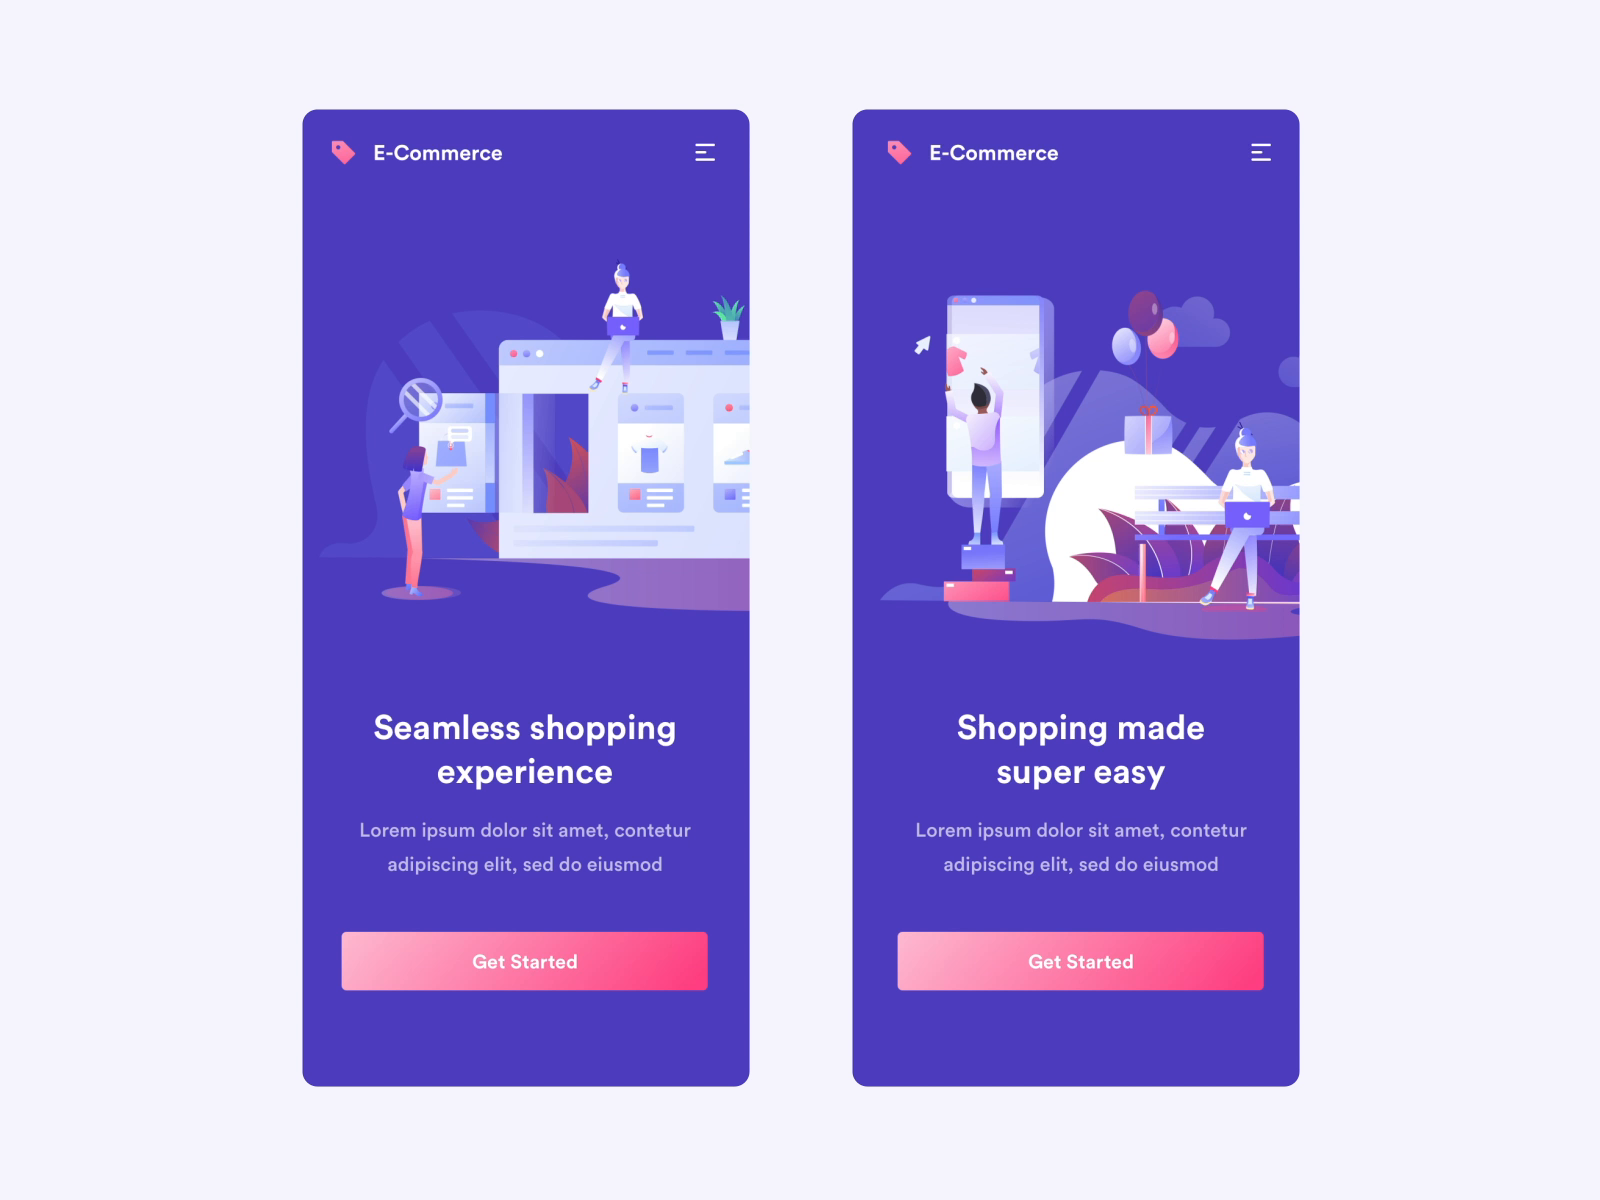 E-Commerce
Seamless shopping
experience
Lorem ipsum dolor sit amet, contetur
adipiscing elit, sed do eiusmod
Get Started
E-Commerce
Shopping made
super easy
Lorem ipsum dolor sit amet, contetur
adipiscing elit, sed do eiusmod
Get Started